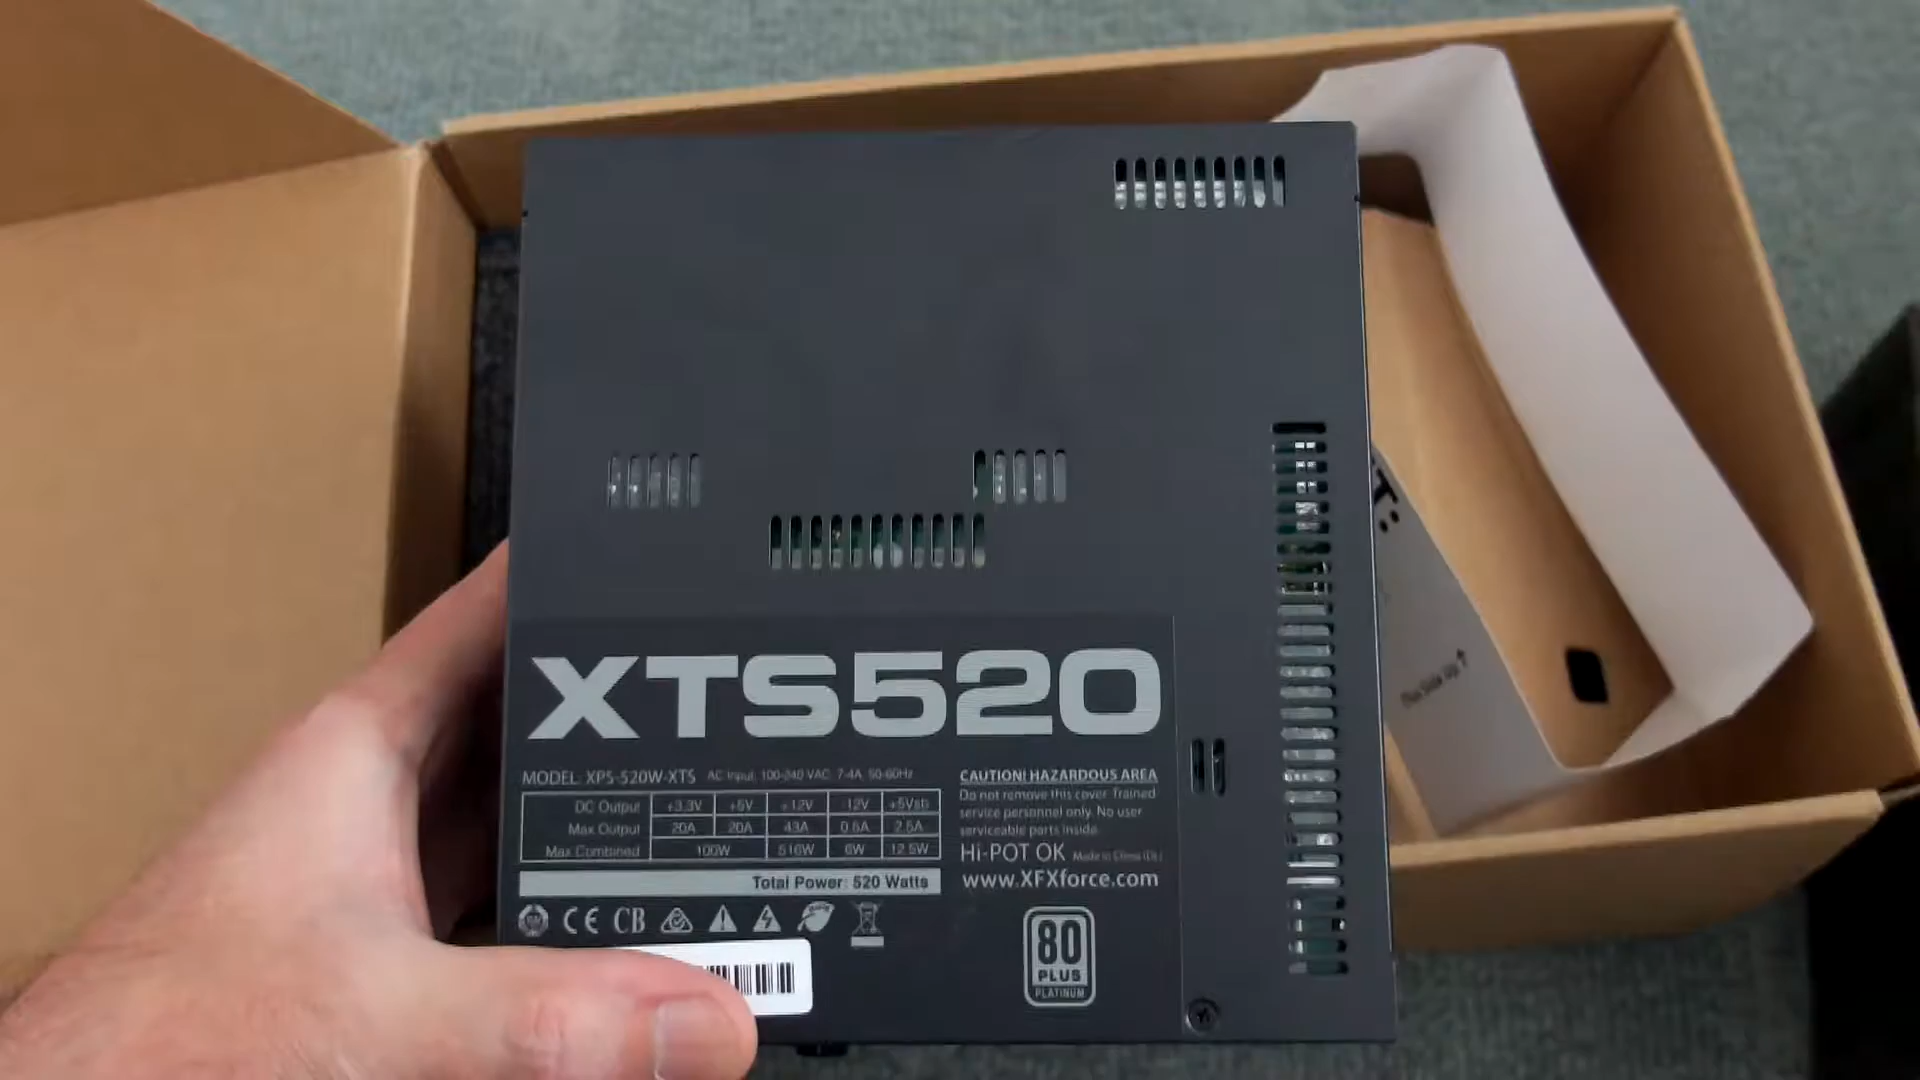 XTS520
MODEL: XPS-520W-XTS AC Input: 100-240 VAC, 7-4A, 50-60Hz
DC Output +3.3V +5V +12V -12V +5Vsb
Max Output 20A 20A 43A 0.5A 2.5A
Max Combined 100W 516W 6W 12.5W
Total Power: 520 Watts
CE CB
CAUTION! HAZARDOUS AREA
Do not remove this cover. Trained
service personnel only. No user
serviceable parts inside.
Hi-POT OK Made in China
www.XFXforce.com
80
PLUS
PLATINUM
T:
This Side Up